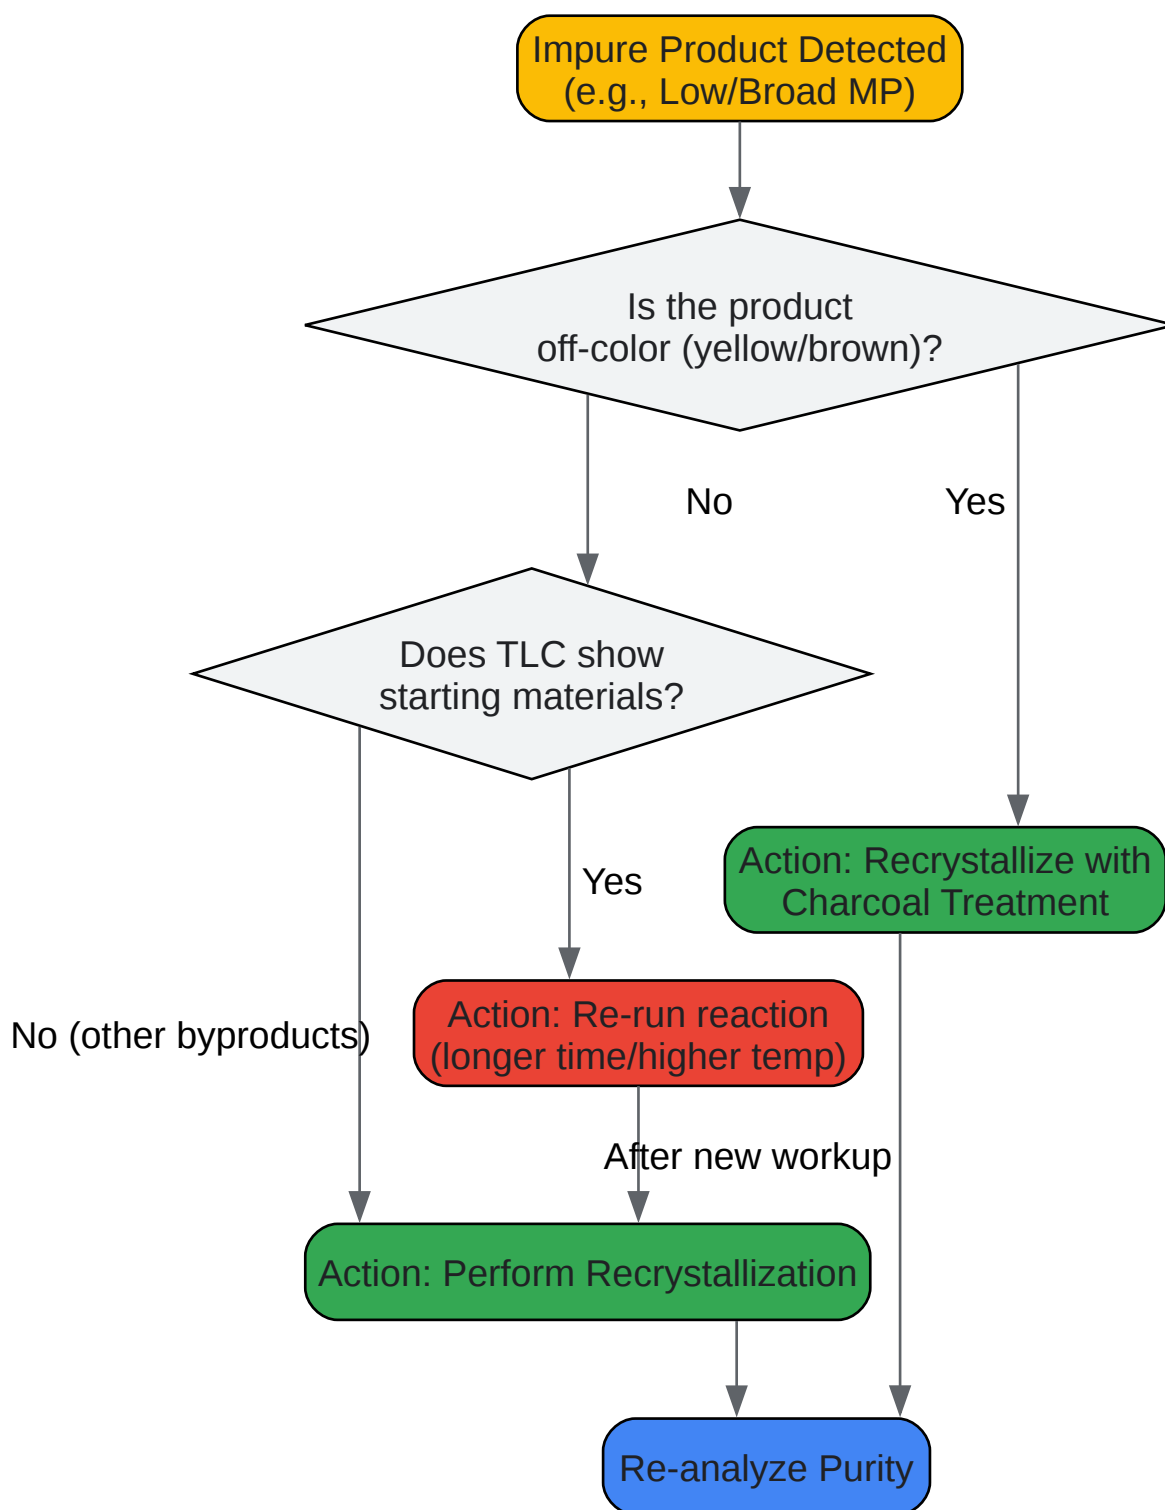 Impure Product Detected
(e.g., Low/Broad MP)
Is the product
off-color (yellow/brown)?
No
Yes
Does TLC show
starting materials?
Action: Recrystallize with
Charcoal Treatment
Yes
Action: Re-run reaction
(longer time/higher temp)
No (other byproducts)
After new workup
Action: Perform Recrystallization
Re-analyze Purity